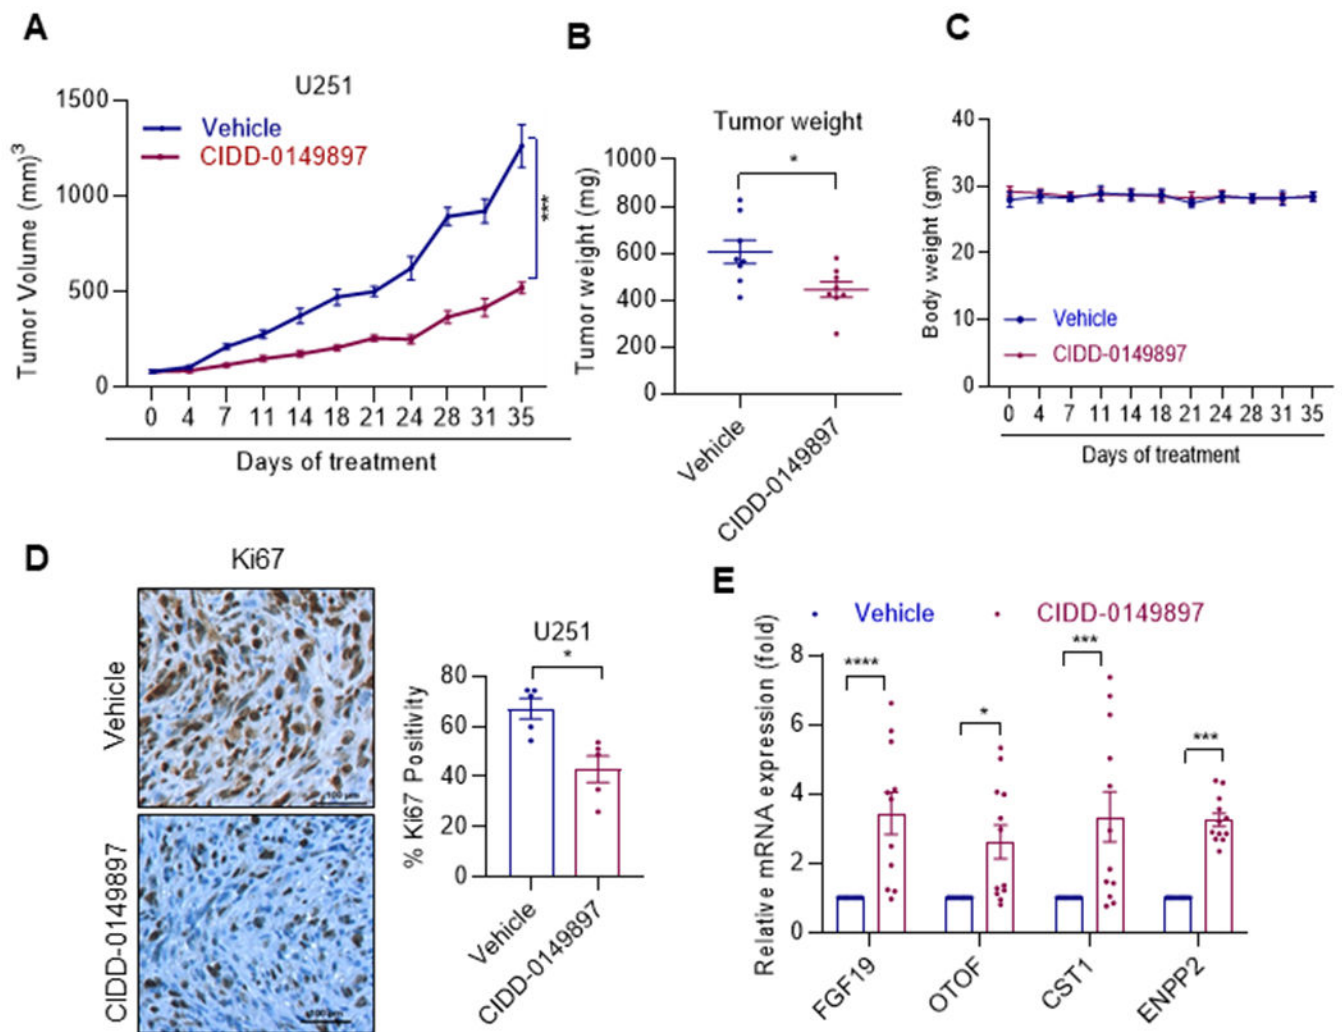 A
U251
Tumor Volume (mm)3
1500
1000
500
0
Vehicle
CIDD-0149897
***
0 4 7 11 14 18 21 24 28 31 35
Days of treatment
B
Tumor weight
Tumor weight (mg)
1000
800
600
400
200
0
*
Vehicle
CIDD-0149897
C
Body weight (gm)
40
30
20
10
0
Vehicle
CIDD-0149897
0 4 7 11 14 18 21 24 28 31 35
Days of treatment
D
Ki67
Vehicle
100 µm
CIDD-0149897
100 µm
U251
*
% Ki67 Positivity
80
60
40
20
0
Vehicle
CIDD-0149897
E
Vehicle
CIDD-0149897
Relative mRNA expression (fold)
8
6
4
2
0
****
*
***
***
FGF19
OTOF
CST1
ENPP2